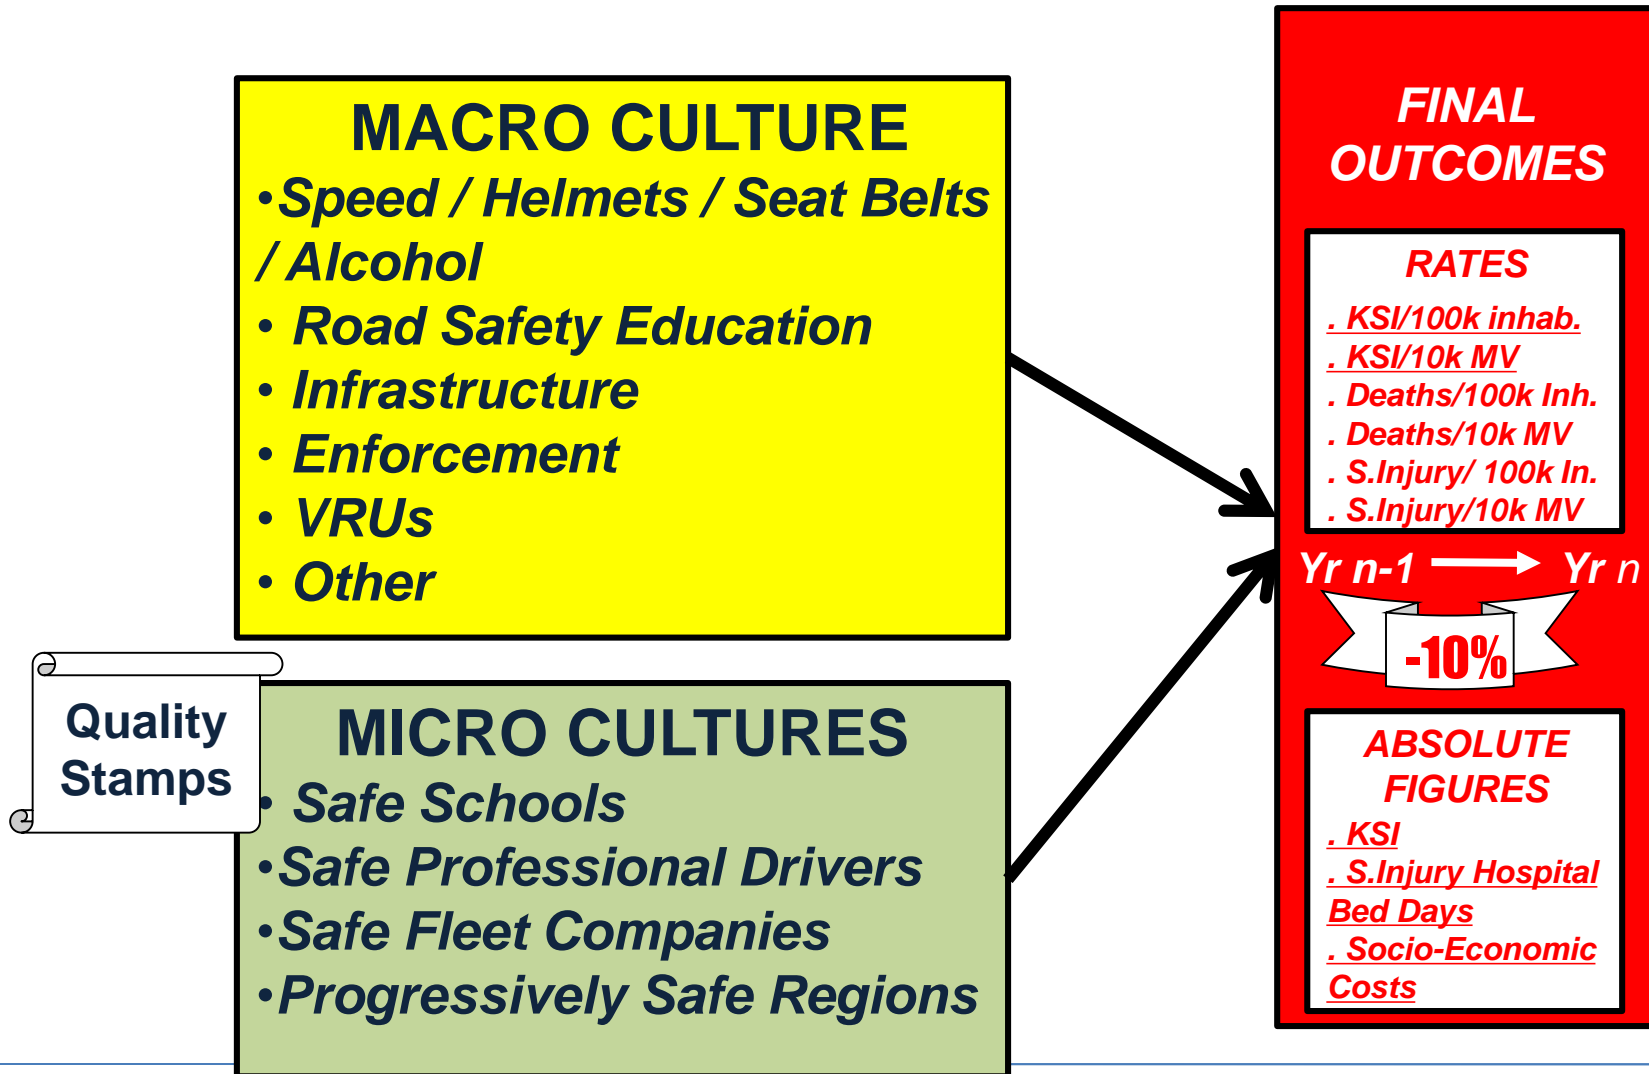 MACRO CULTURE
•Speed / Helmets / Seat Belts
/ Alcohol
• Road Safety Education
• Infrastructure
• Enforcement
• VRUs
• Other
Quality
Stamps
MICRO CULTURES
• Safe Schools
•Safe Professional Drivers
•Safe Fleet Companies
•Progressively Safe Regions
FINAL
OUTCOMES
RATES
. KSI/100k inhab.
. KSI/10k MV
. Deaths/100k Inh.
. Deaths/10k MV
. S.Injury/ 100k In.
. S.Injury/10k MV
Yr n-1 Yr n
-10%
ABSOLUTE
FIGURES
. KSI
. S.Injury Hospital
Bed Days
. Socio-Economic
Costs